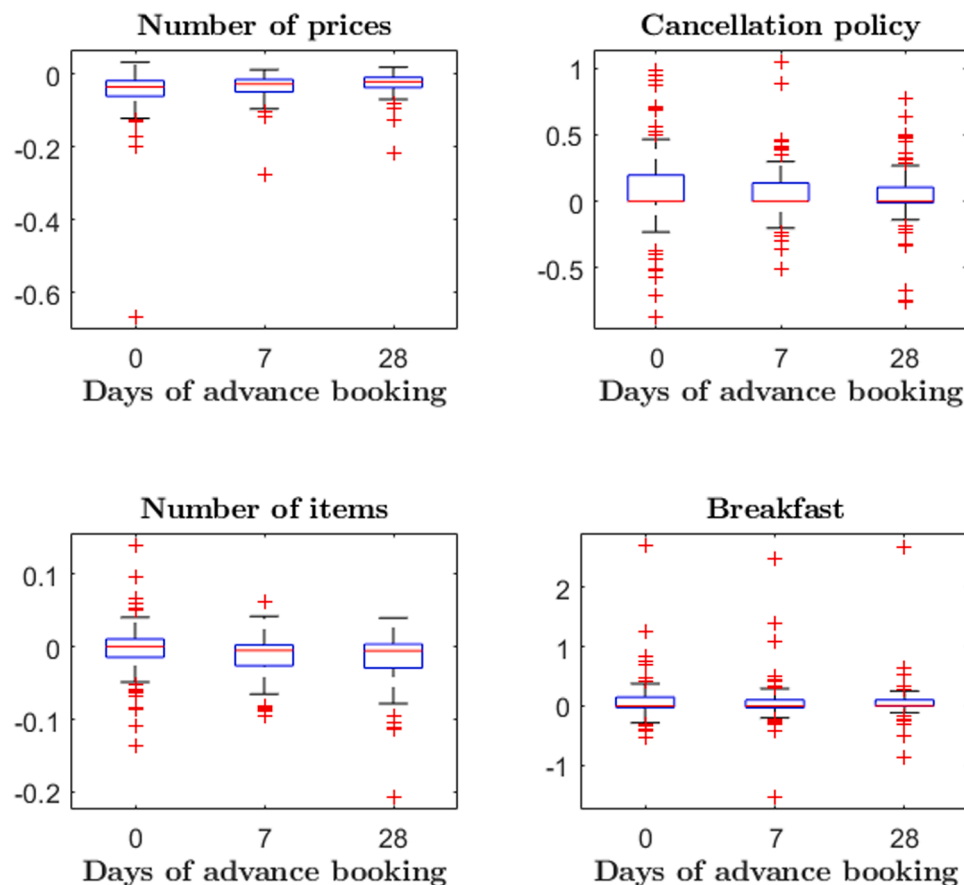 Number of prices
0
-0.2
-0.4
-0.6
0 7 28
Days of advance booking
Cancellation policy
1
0.5
0
-0.5
0 7 28
Days of advance booking
Number of items
0.1
0
-0.1
-0.2
0 7 28
Days of advance booking
Breakfast
2
1
0
-1
0 7 28
Days of advance booking